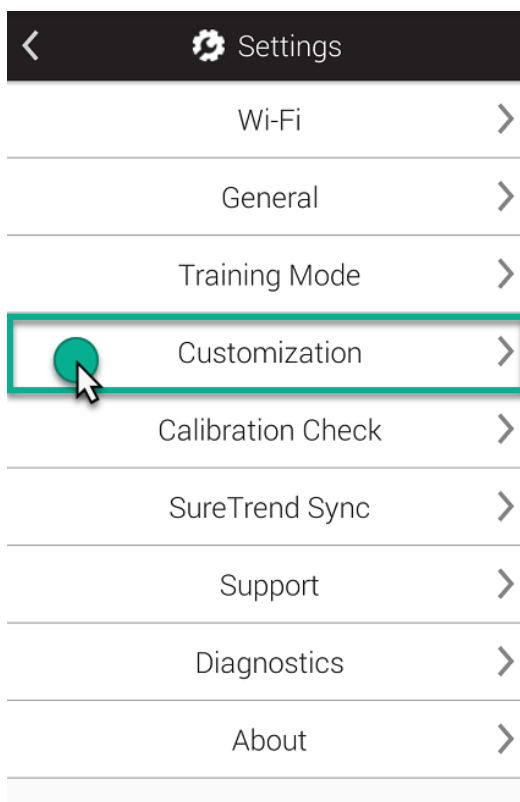 Settings
Wi-Fi
General
Training Mode
Customization
Calibration Check
SureTrend Sync
Support
Diagnostics
About